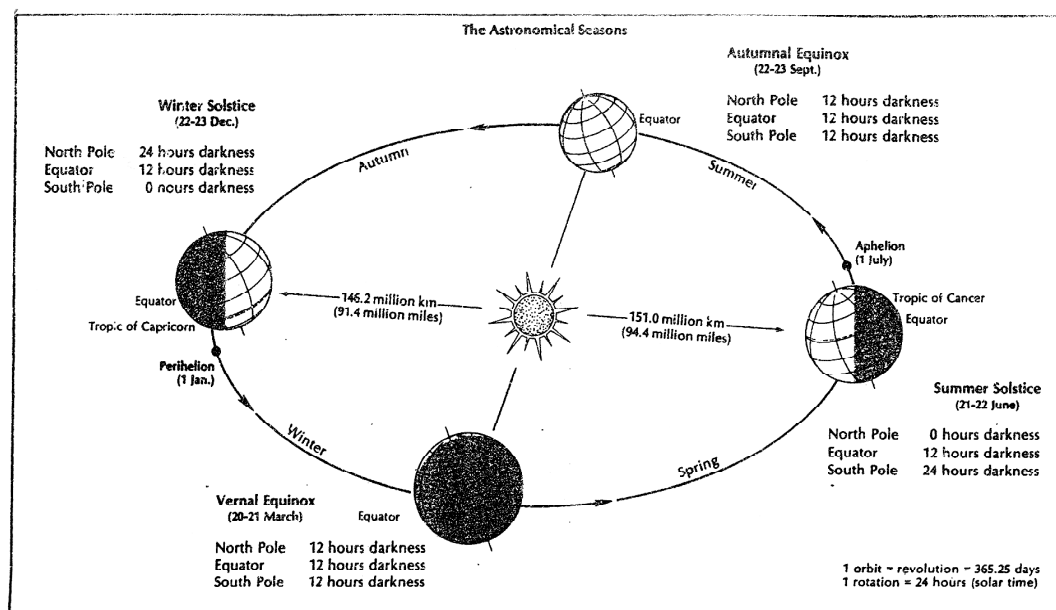 The Astronomical Seasons
Autumnal Equinox
(22-23 Sept.)
North Pole 12 hours darkness
Equator 12 hours darkness
South Pole 12 hours darkness
Equator
Winter Solstice
(22-23 Dec.)
North Pole 24 hours darkness
Equator 12 hours darkness
South Pole 0 hours darkness
Autumn
Summer
Aphelion
(1 July)
Equator
Tropic of Capricorn
146.2 million km
(91.4 million miles)
151.0 million km
(94.4 million miles)
Tropic of Cancer
Equator
Perihelion
(1 Jan.)
Summer Solstice
(21-22 June)
North Pole 0 hours darkness
Equator 12 hours darkness
South Pole 24 hours darkness
Winter
Spring
Vernal Equinox
(20-21 March)
Equator
North Pole 12 hours darkness
Equator 12 hours darkness
South Pole 12 hours darkness
1 orbit = revolution = 365.25 days
1 rotation = 24 hours (solar time)